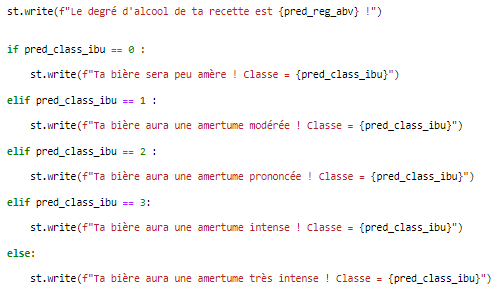 st.write(f"Le degré d'alcool de ta recette est {pred_reg_abv} !")
if pred_class_ibu == 0 :
st.write(f"Ta bière sera peu amère ! Classe = {pred_class_ibu}")
elif pred_class_ibu == 1 :
st.write(f"Ta bière aura une amertume modérée ! Classe = {pred_class_ibu}")
elif pred_class_ibu == 2 :
st.write(f"Ta bière aura une amertume prononcée ! Classe = {pred_class_ibu}")
elif pred_class_ibu == 3:
st.write(f"Ta bière aura une amertume intense ! Classe = {pred_class_ibu}")
else:
st.write(f"Ta bière aura une amertume très intense ! Classe = {pred_class_ibu}")